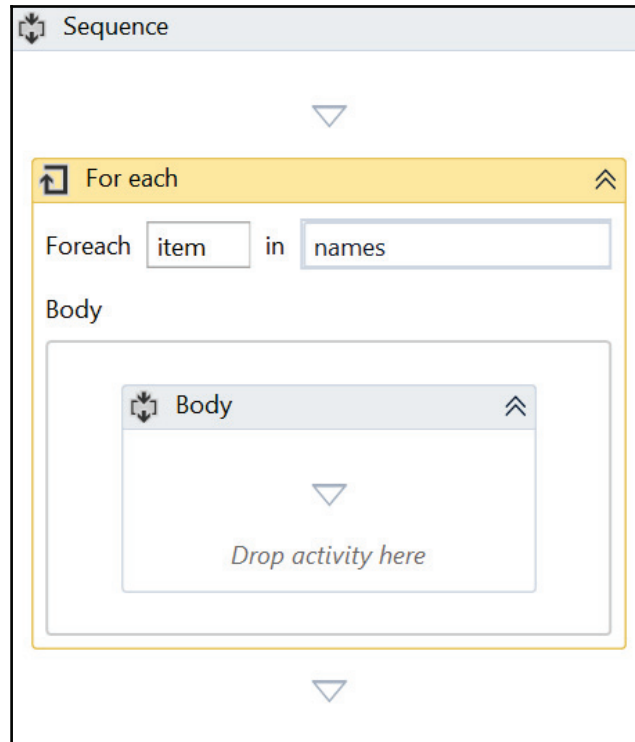 Sequence
For each
Foreach item in names
Body
Body
Drop activity here